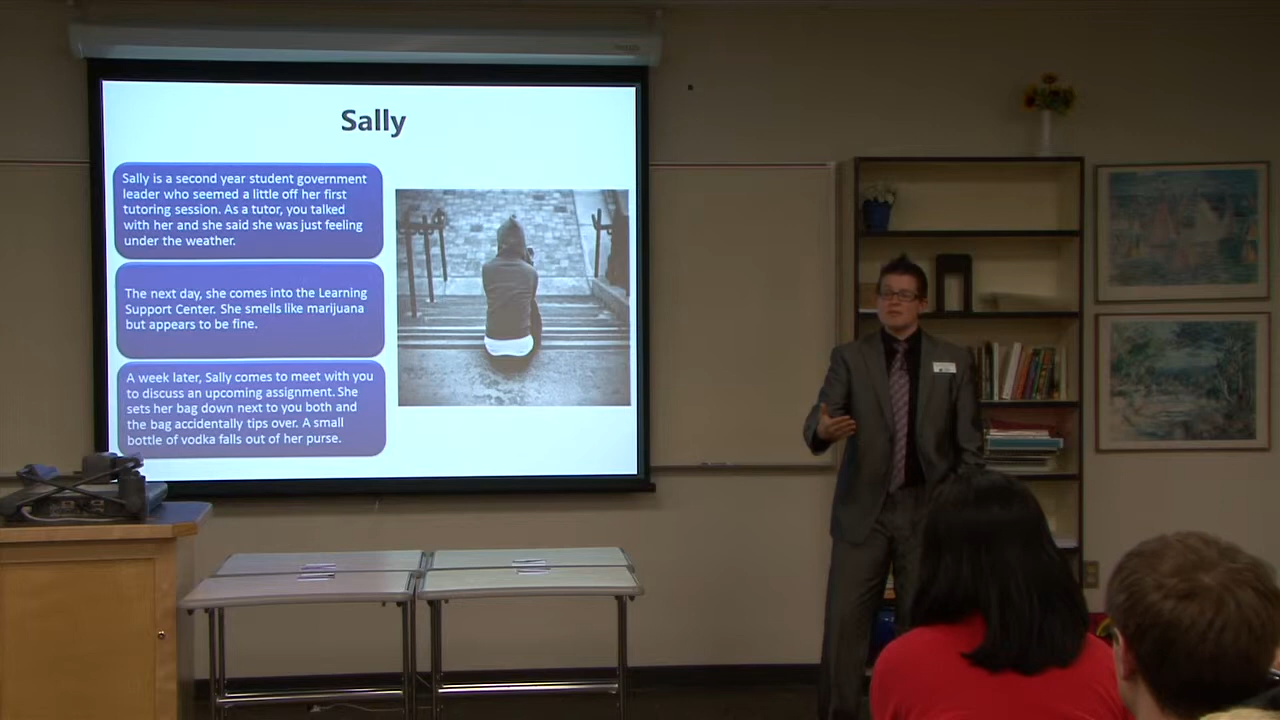 Sally
Sally is a second year student government
leader who seemed a little off her first
tutoring session. As a tutor, you talked
with her and she said she was just feeling
under the weather.
The next day, she comes into the Learning
Support Center. She smells like marijuana
but appears to be fine.
A week later, Sally comes to meet with you
to discuss an upcoming assignment. She
sets her bag down next to you both and
the bag accidentally tips over. A small
bottle of vodka falls out of her purse.